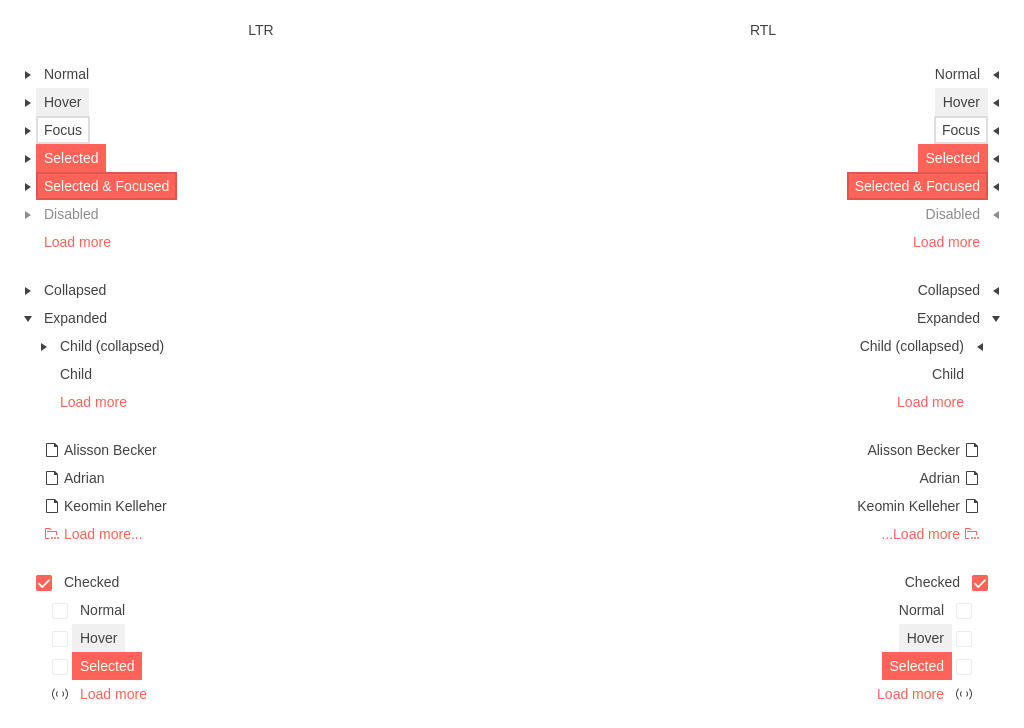 LTR
Normal
Hover
Focus
Selected
Selected & Focused
Disabled
Load more
Collapsed
Expanded
Child (collapsed)
Child
Load more
Alisson Becker
Adrian
Keomin Kelleher
Load more...
Checked
Normal
Hover
Selected
Load more
RTL
Normal
Hover
Focus
Selected
Selected & Focused
Disabled
Load more
Collapsed
Expanded
Child (collapsed)
Child
Load more
Alisson Becker
Adrian
Keomin Kelleher
...Load more
Checked
Normal
Hover
Selected
Load more